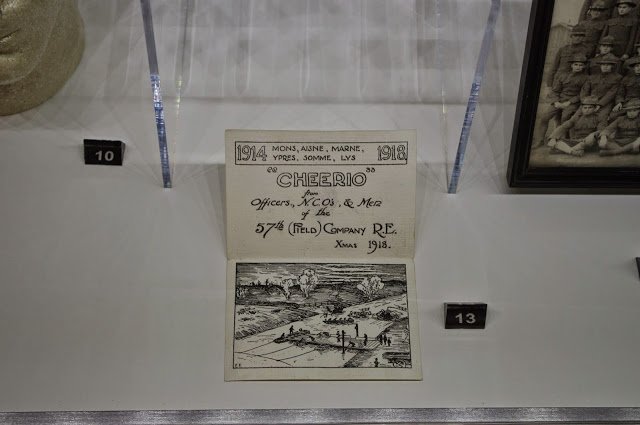 10
1914 MONS, AISNE, MARNE, 1918
YPRES, SOMME, LYS
"CHEERIO"
from
Officers., N.C.O's, & Men
of the
57th (FIELD) COMPANY R.E.
XMAS 1918.
13